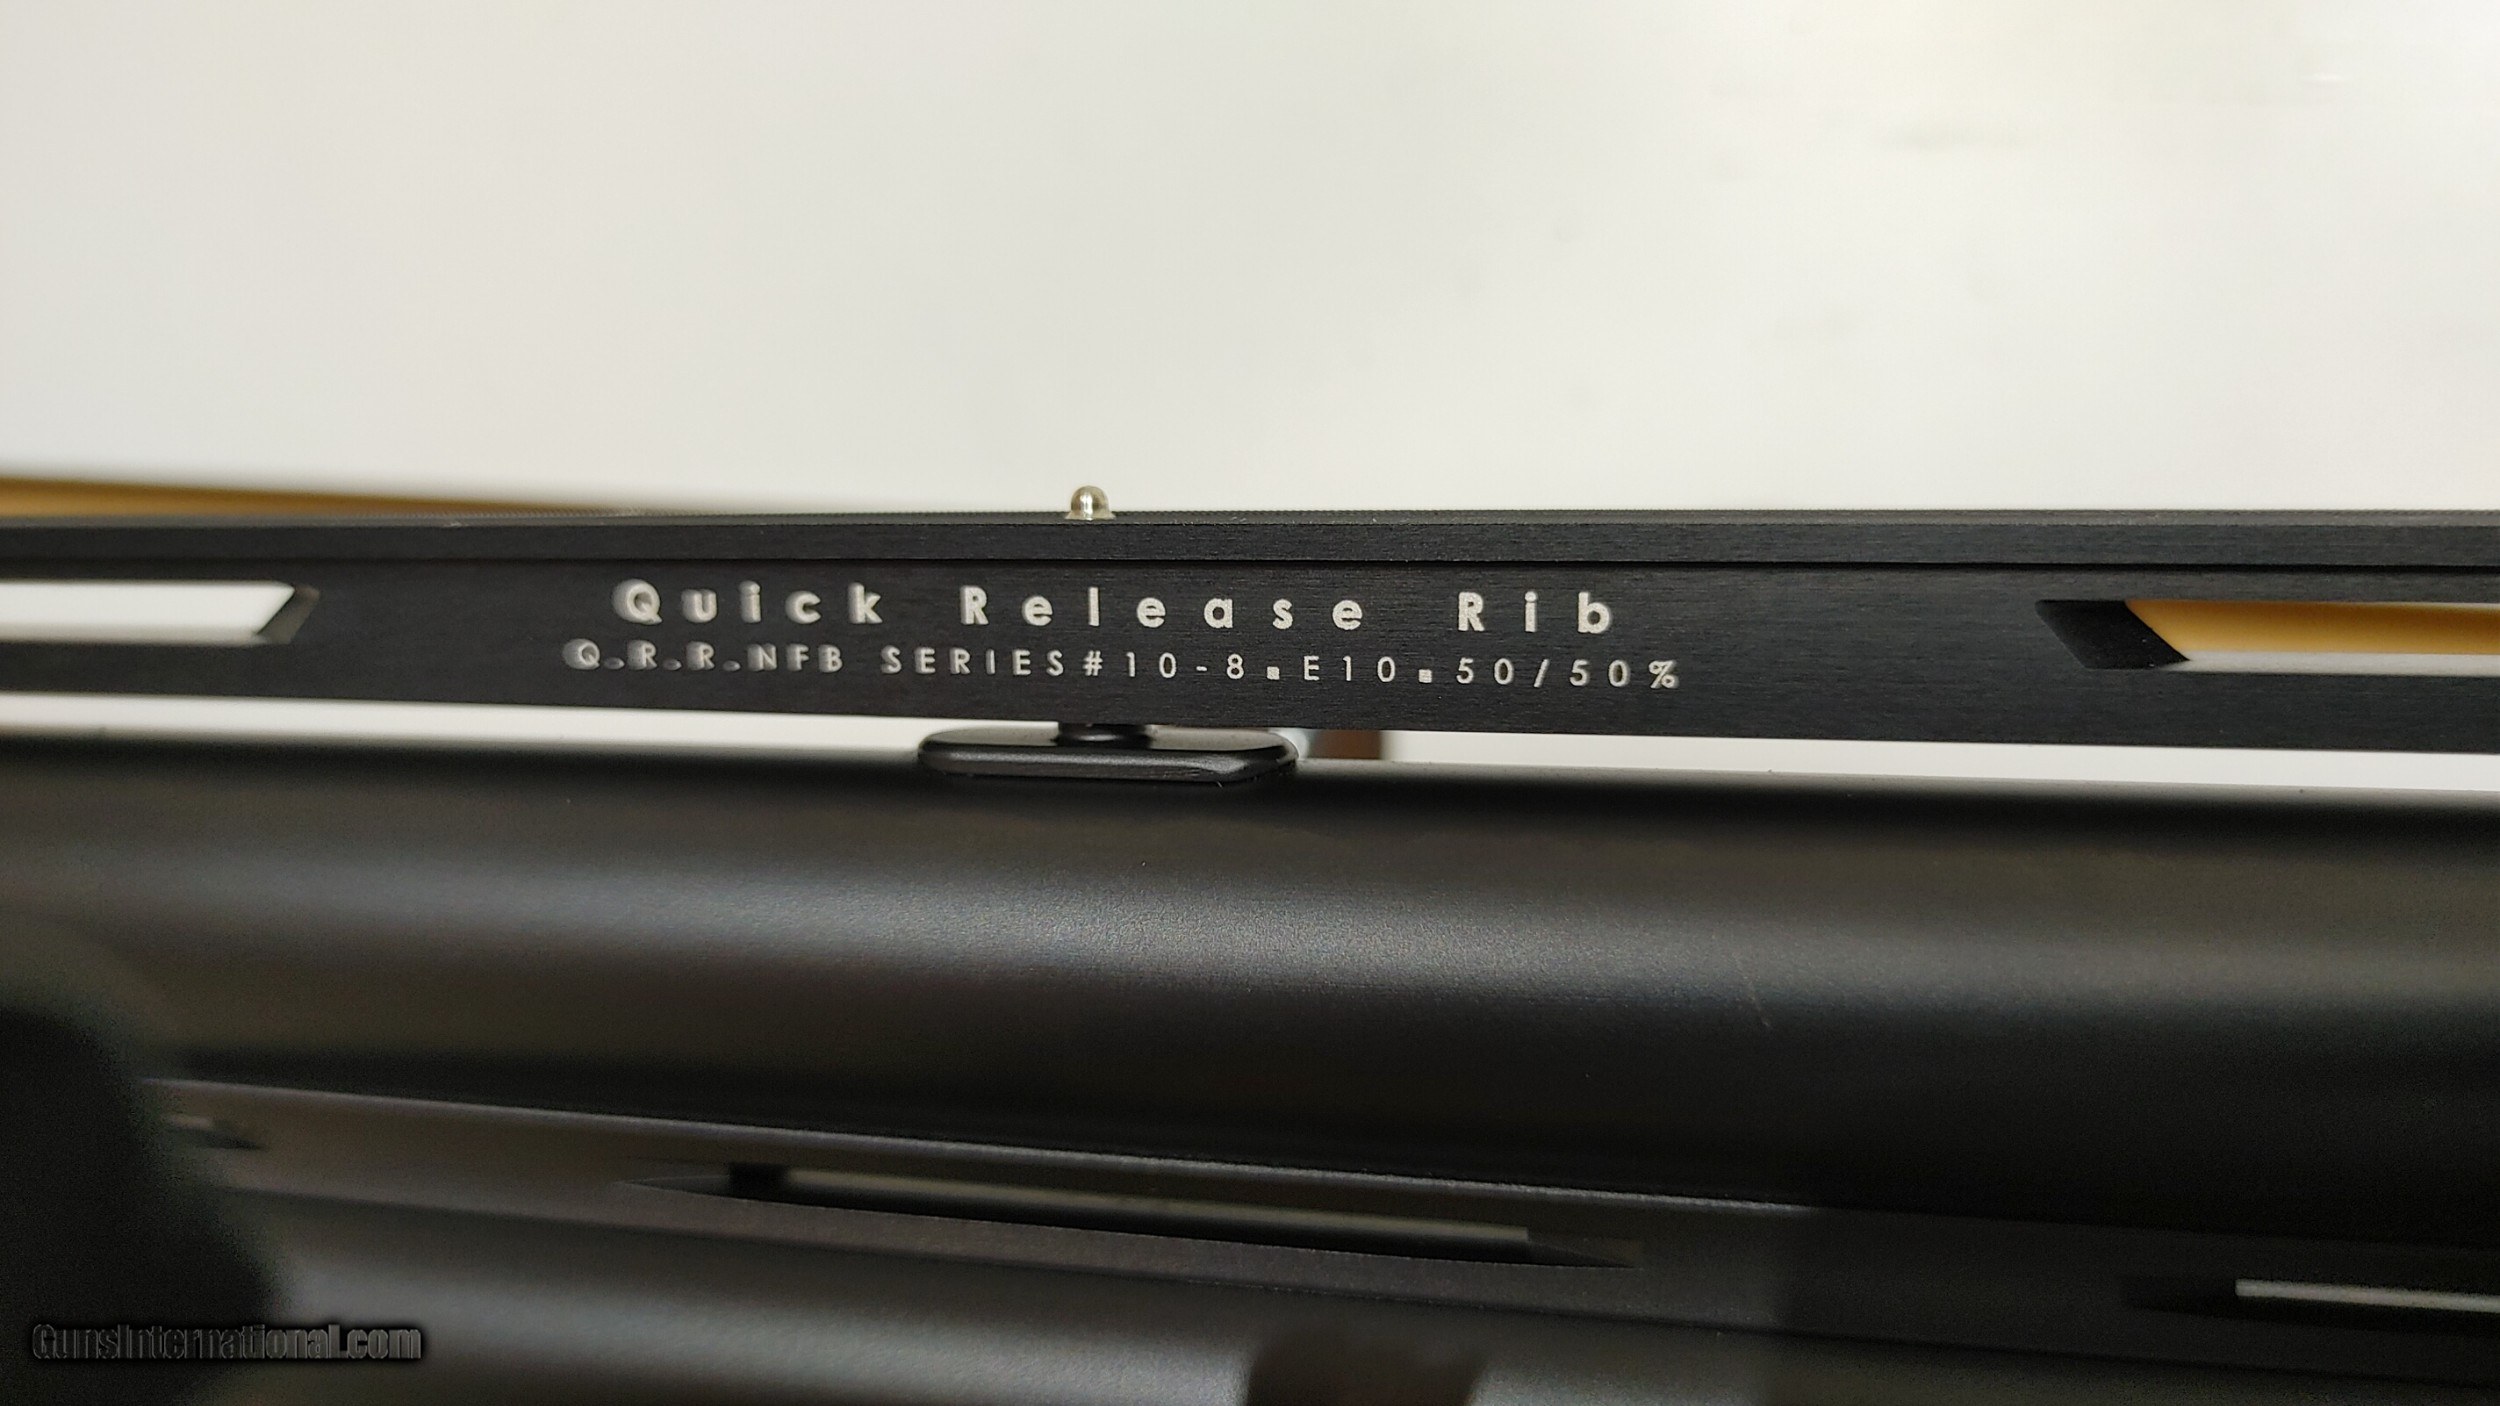 Quick Release Rib
Q.R.R.NFB SERIES#10-8.E10.50/50%
GunsInternational.com